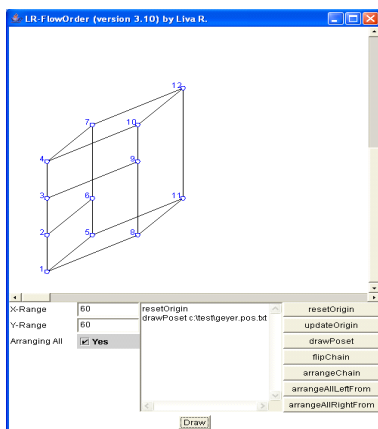 LR-FlowOrder (version 3.10) by Liva R.
12
7
10
4
9
3
6
11
2
5
8
1
X-Range 60
Y-Range 60
Arranging All Yes
resetOrigin
drawPoset c:\test\geyer.pos.txt
resetOrigin
updateOrigin
drawPoset
flipChain
arrangeChain
arrangeAllLeftFrom
arrangeAllRightFrom
Draw